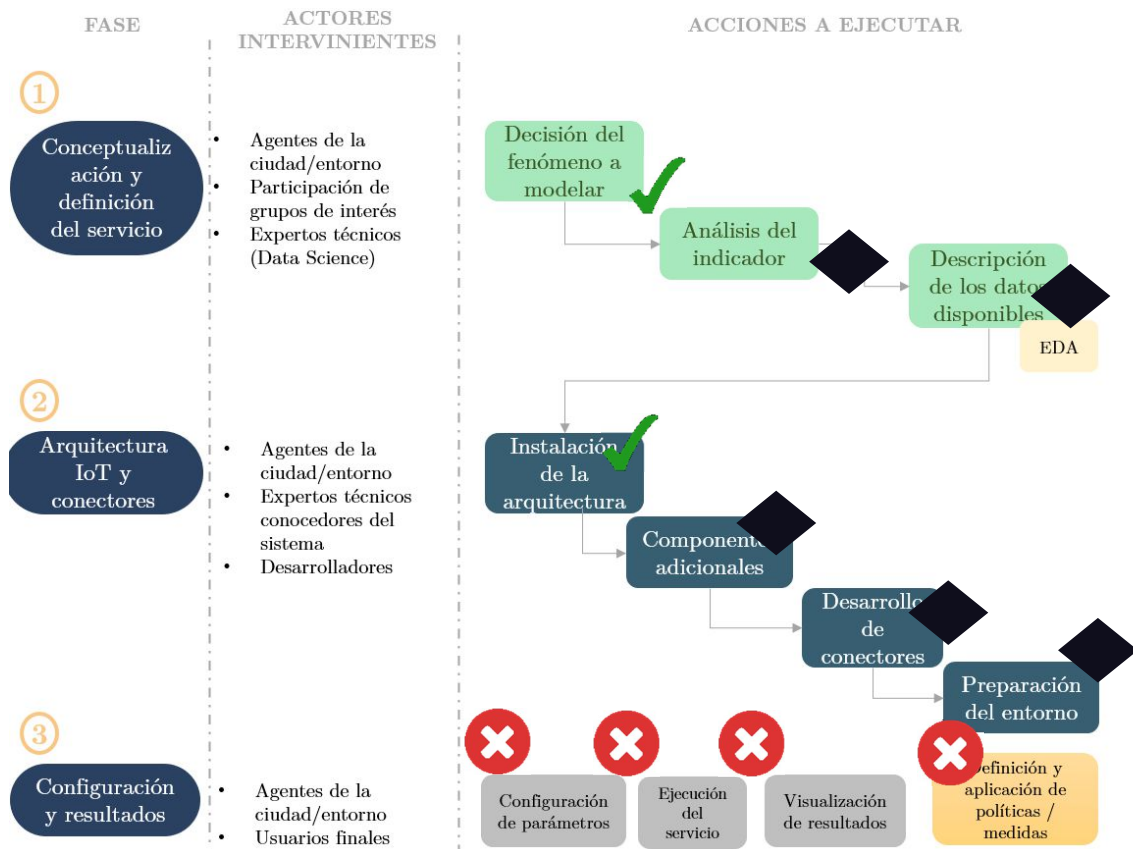 FASE
ACTORES
INTERVINIENTES
ACCIONES A EJECUTAR
1
Conceptualiz
ación y
definición
del servicio
• Agentes de la
ciudad/entorno
• Participación de
grupos de interés
• Expertos técnicos
(Data Science)
Decisión del
fenómeno a
modelar
Análisis del
indicador
Descripción
de los datos
disponibles
EDA
2
Arquitectura
IoT y
conectores
• Agentes de la
ciudad/entorno
• Expertos técnicos
conocedores del
sistema
• Desarrolladores
Instalación
de la
arquitectura
Componentes
adicionales
Desarrollo
de
conectores
Preparación
del entorno
3
Configuración
y resultados
• Agentes de la
ciudad/entorno
• Usuarios finales
Configuración
de parámetros
Ejecución
del
servicio
Visualización
de resultados
Definición y
aplicación de
políticas /
medidas